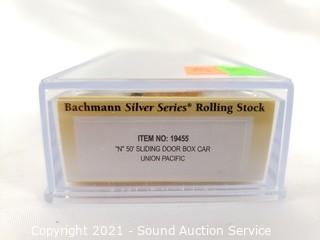 Bachmann Silver Series® Rolling Stock
ITEM NO: 19455
"N" 50' SLIDING DOOR BOX CAR
UNION PACIFIC
Copyright © 2021 - Sound Auction Service